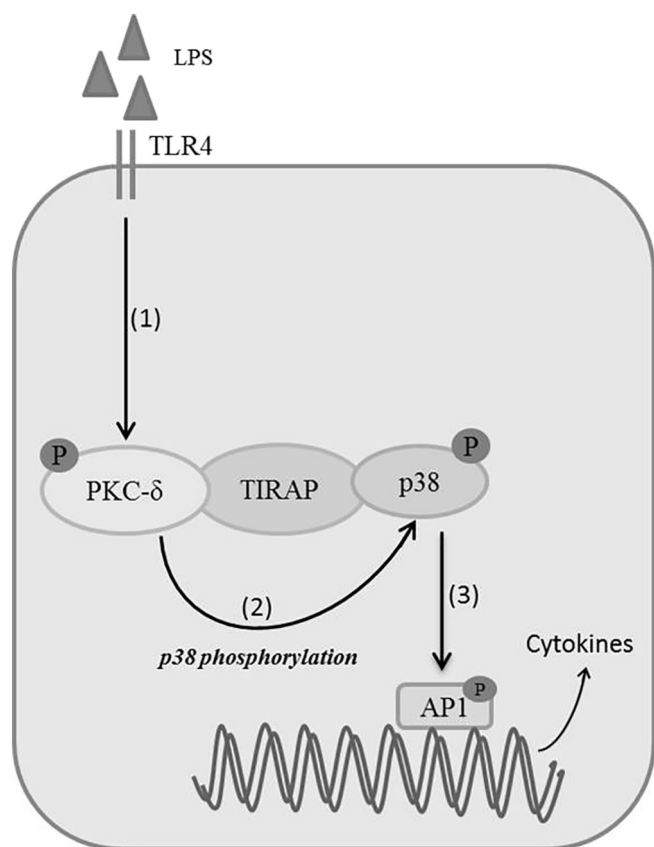 LPS
TLR4
(1)
P
P
PKC-δ
TIRAP
p38
(2)
(3)
p38 phosphorylation
Cytokines
P
AP1